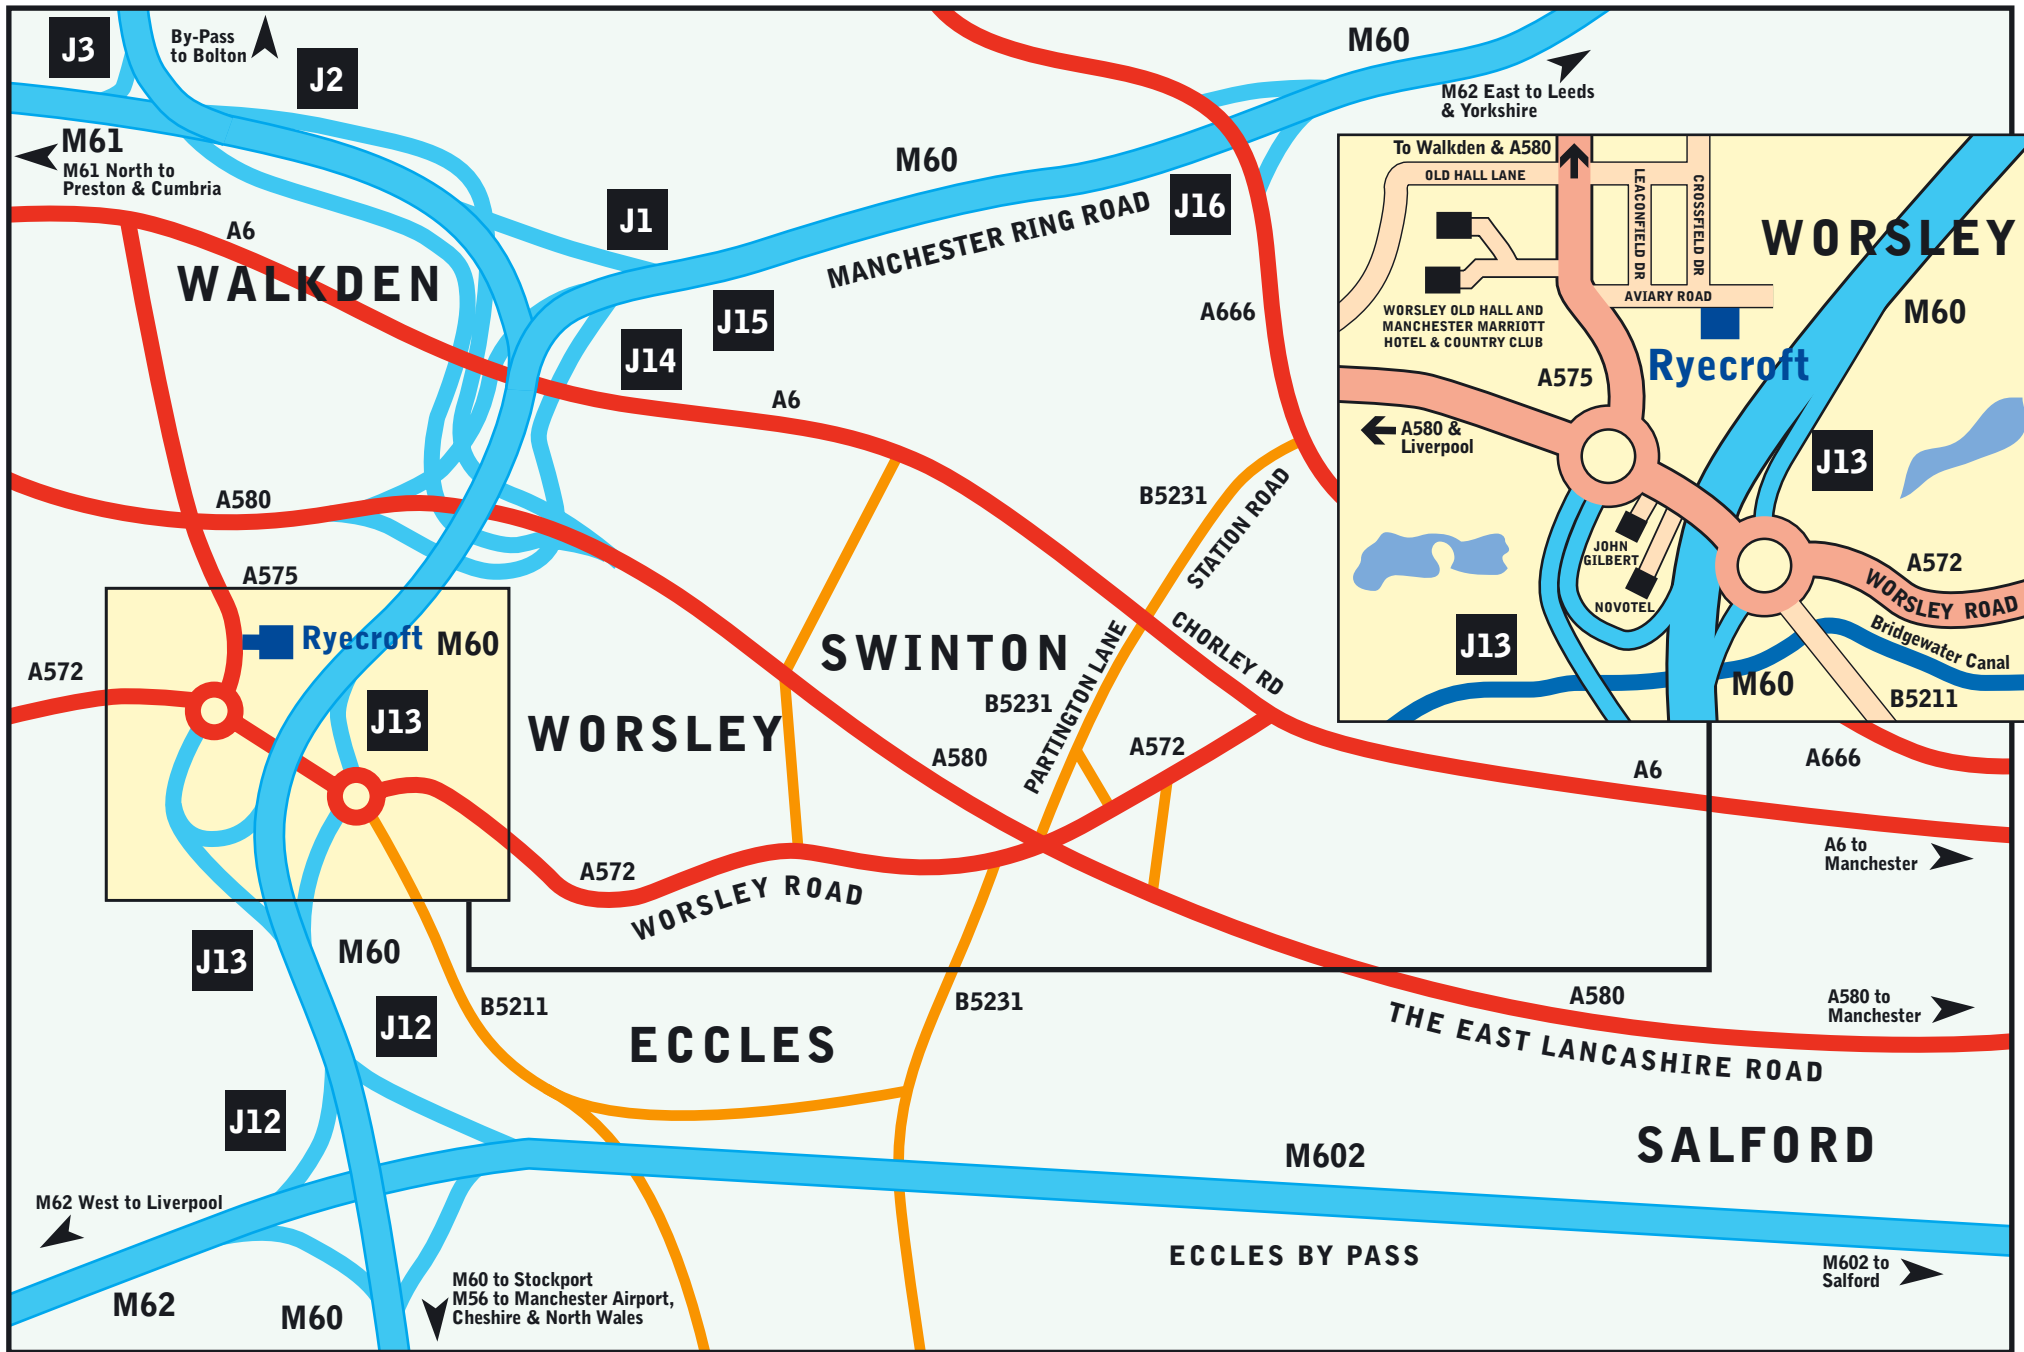 J3
By-Pass
to Bolton
J2
M60
M62 East to Leeds
& Yorkshire
M61
M61 North to
Preston & Cumbria
M60
MANCHESTER RING ROAD
J16
J1
A6
WALKDEN
J15
J14
A666
A6
A580
B5231
STATION ROAD
A575
Ryecroft
M60
A572
J13
SWINTON
CHORLEY RD
PARTINGTON LANE
B5231
WORSLEY
A580
A572
A6
A666
A572
WORSLEY ROAD
A6 to
Manchester
J13
M60
J12
B5211
B5231
ECCLES
A580
A580 to
Manchester
THE EAST LANCASHIRE ROAD
J12
SALFORD
M602
M62 West to Liverpool
ECCLES BY PASS
M602 to
Salford
M62
M60
M60 to Stockport
M56 to Manchester Airport,
Cheshire & North Wales
To Walkden & A580
OLD HALL LANE
LEACONFIELD DR
CROSSFIELD DR
WORSLEY
AVIARY ROAD
M60
WORSLEY OLD HALL AND
MANCHESTER MARRIOTT
HOTEL & COUNTRY CLUB
Ryecroft
A575
A580 &
Liverpool
J13
JOHN
GILBERT
NOVOTEL
A572
WORSLEY ROAD
J13
Bridgewater Canal
M60
B5211